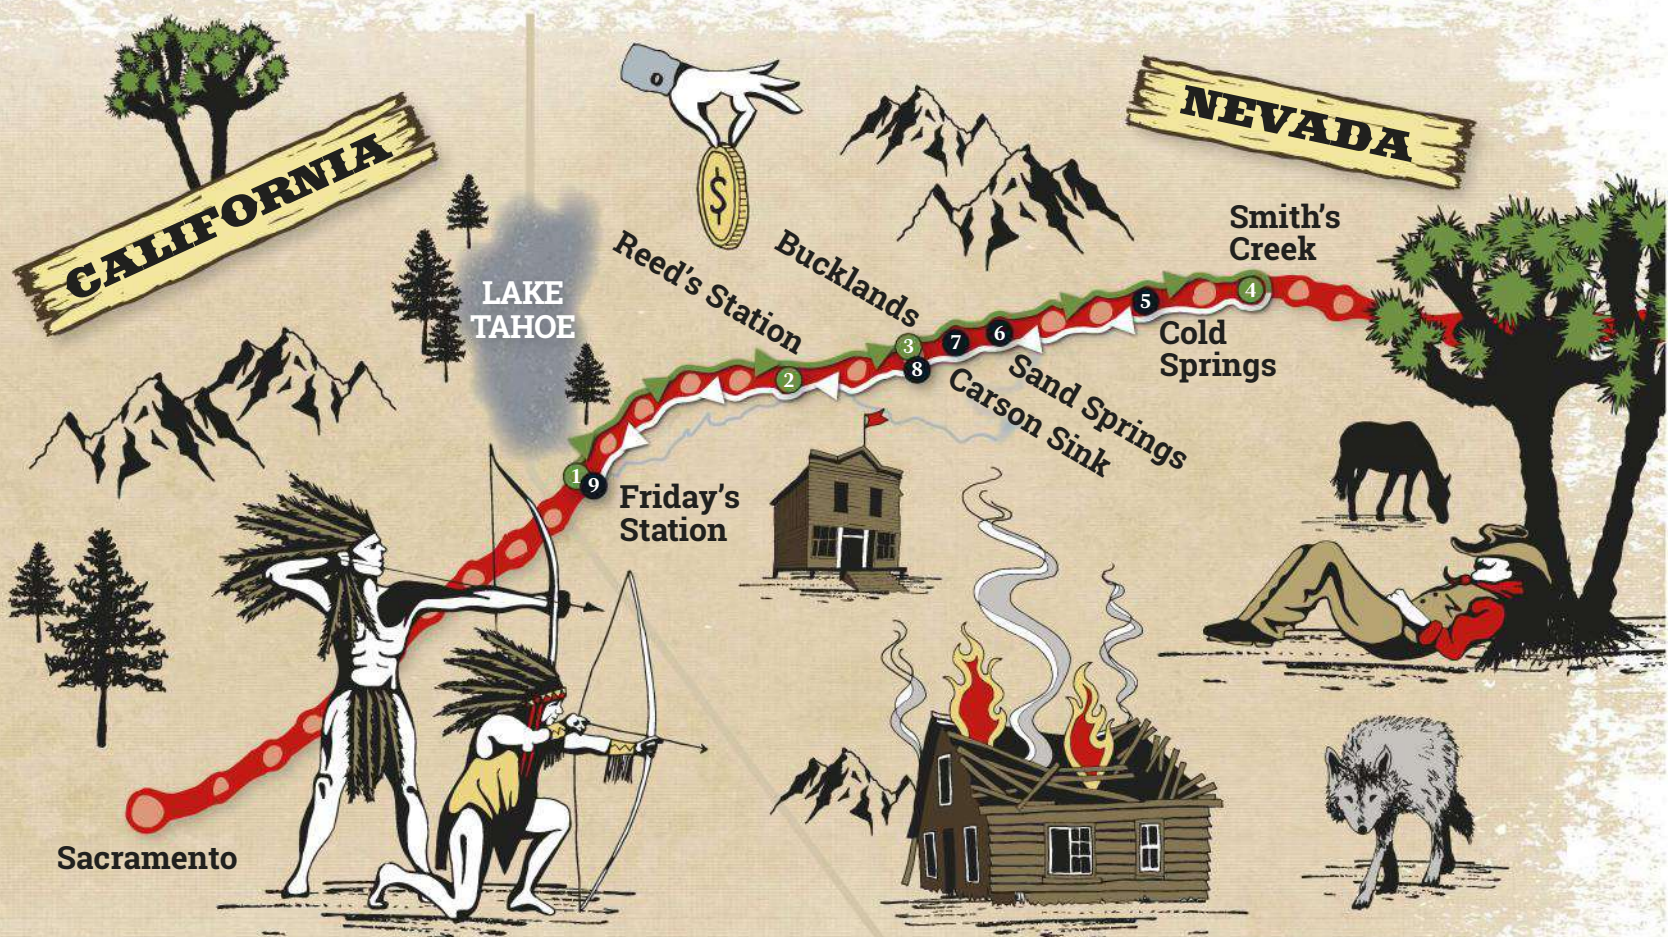 CALIFORNIA
NEVADA
$
LAKE
TAHOE
Reed's Station
Bucklands
Smith's
Creek
5
4
6
7
3
8
2
Cold
Springs
Sand Springs
Carson Sink
1
9
Friday's
Station
Sacramento